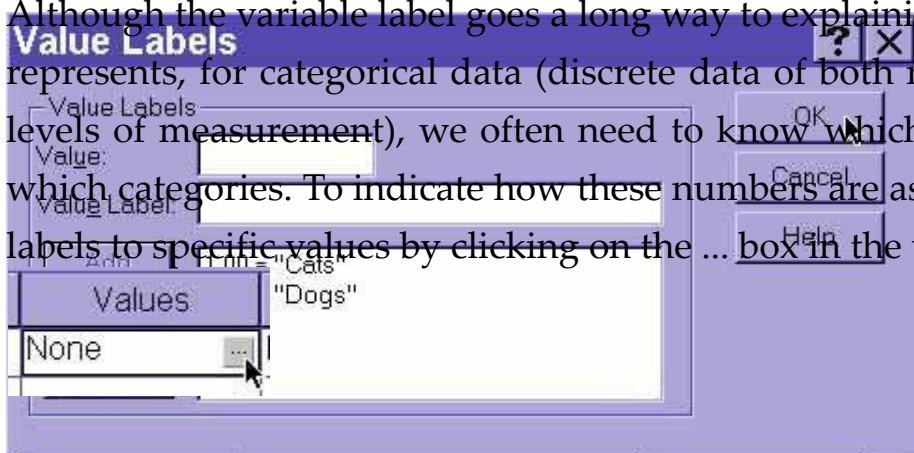 Although the variable label goes a long way to explaini
Value Labels
represents, for categorical data (discrete data of both
Value Labels
OK
levels of measurement), we often need to know which
Value:
Cancel
which categories. To indicate how these numbers are as
Value Label:
Help
labels to specific values by clicking on the ... box in the
Add
= "Cats"
"Dogs"
Values
None ...